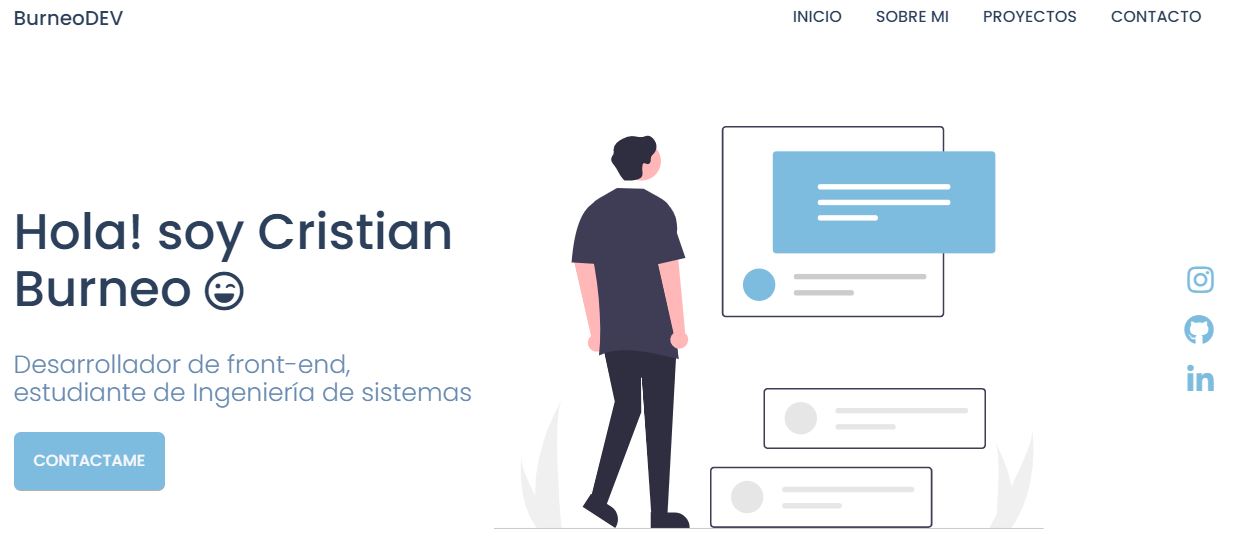 BurneoDEV
INICIO SOBRE MI PROYECTOS CONTACTO
Hola! soy Cristian
Burneo
Desarrollador de front-end,
estudiante de Ingeniería de sistemas
CONTACTAME
in